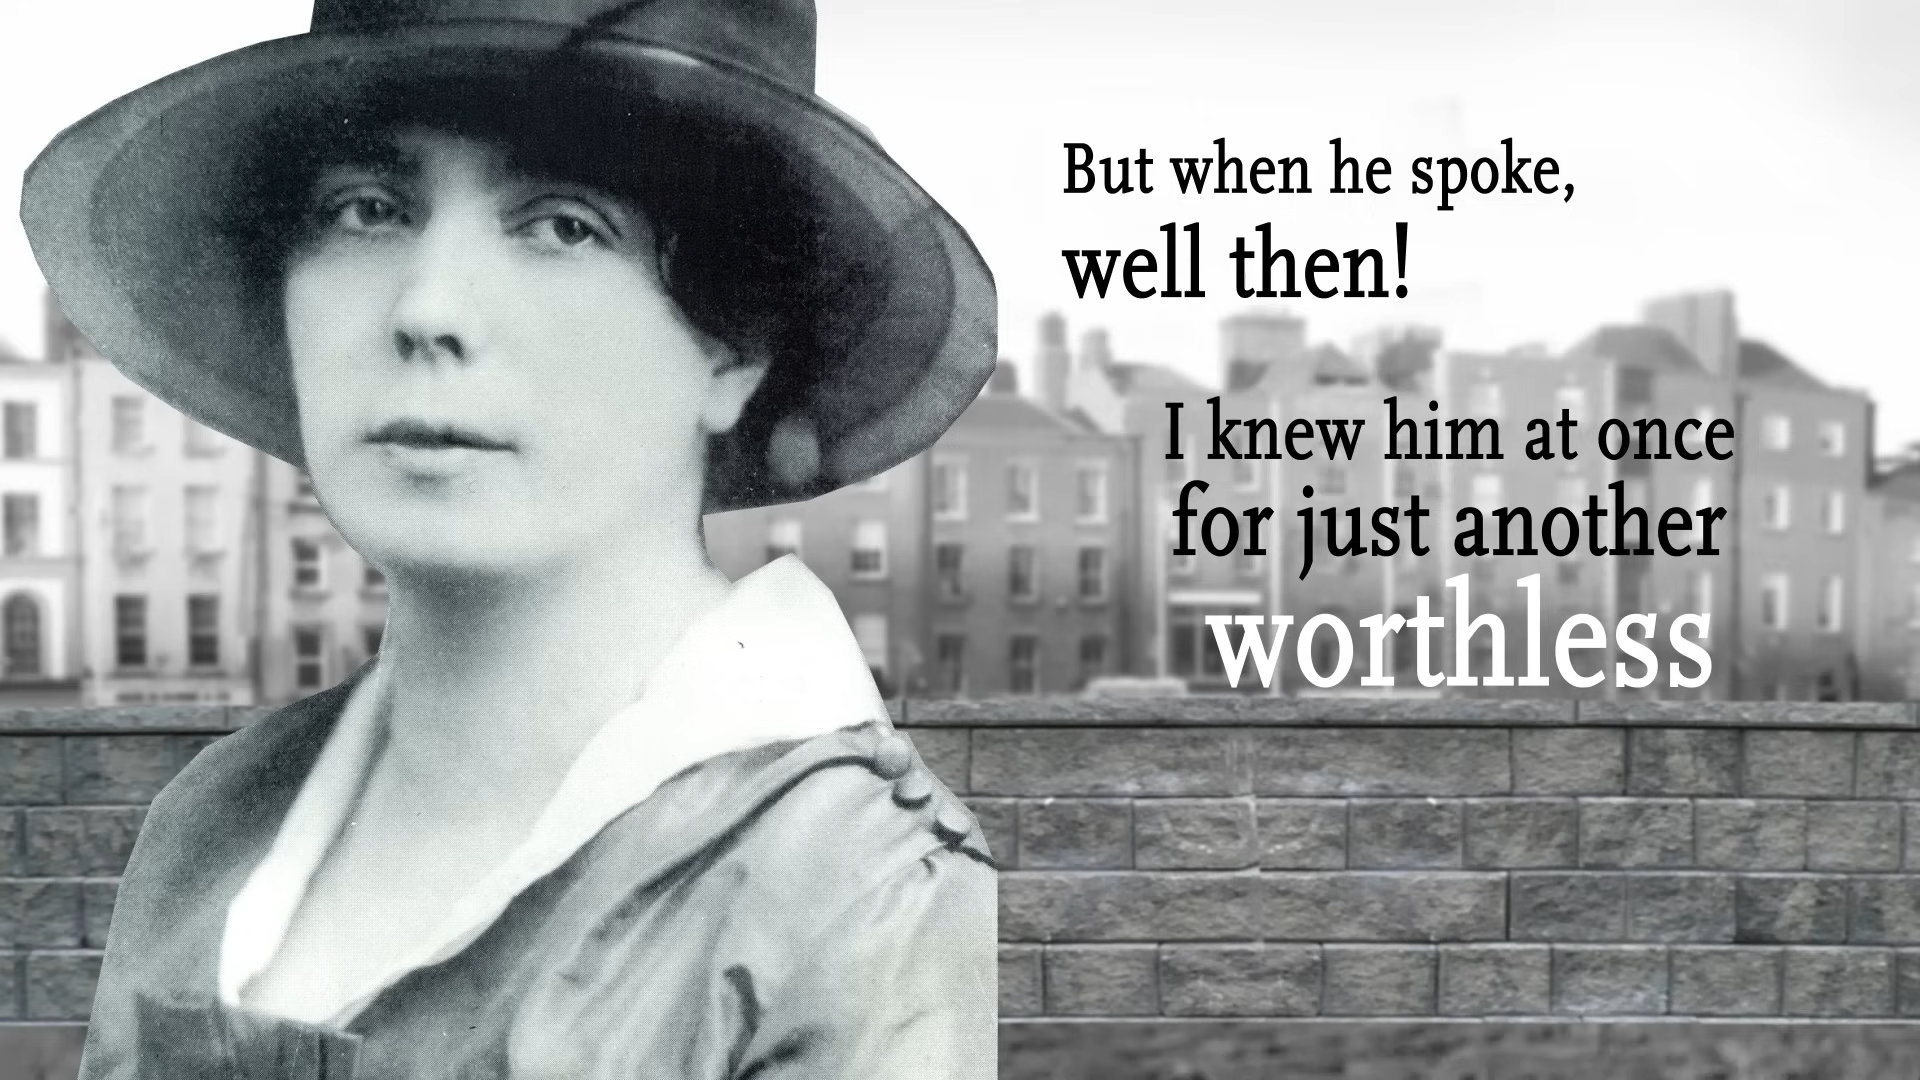 But when he spoke,
well then!
I knew him at once
for just another
worthless